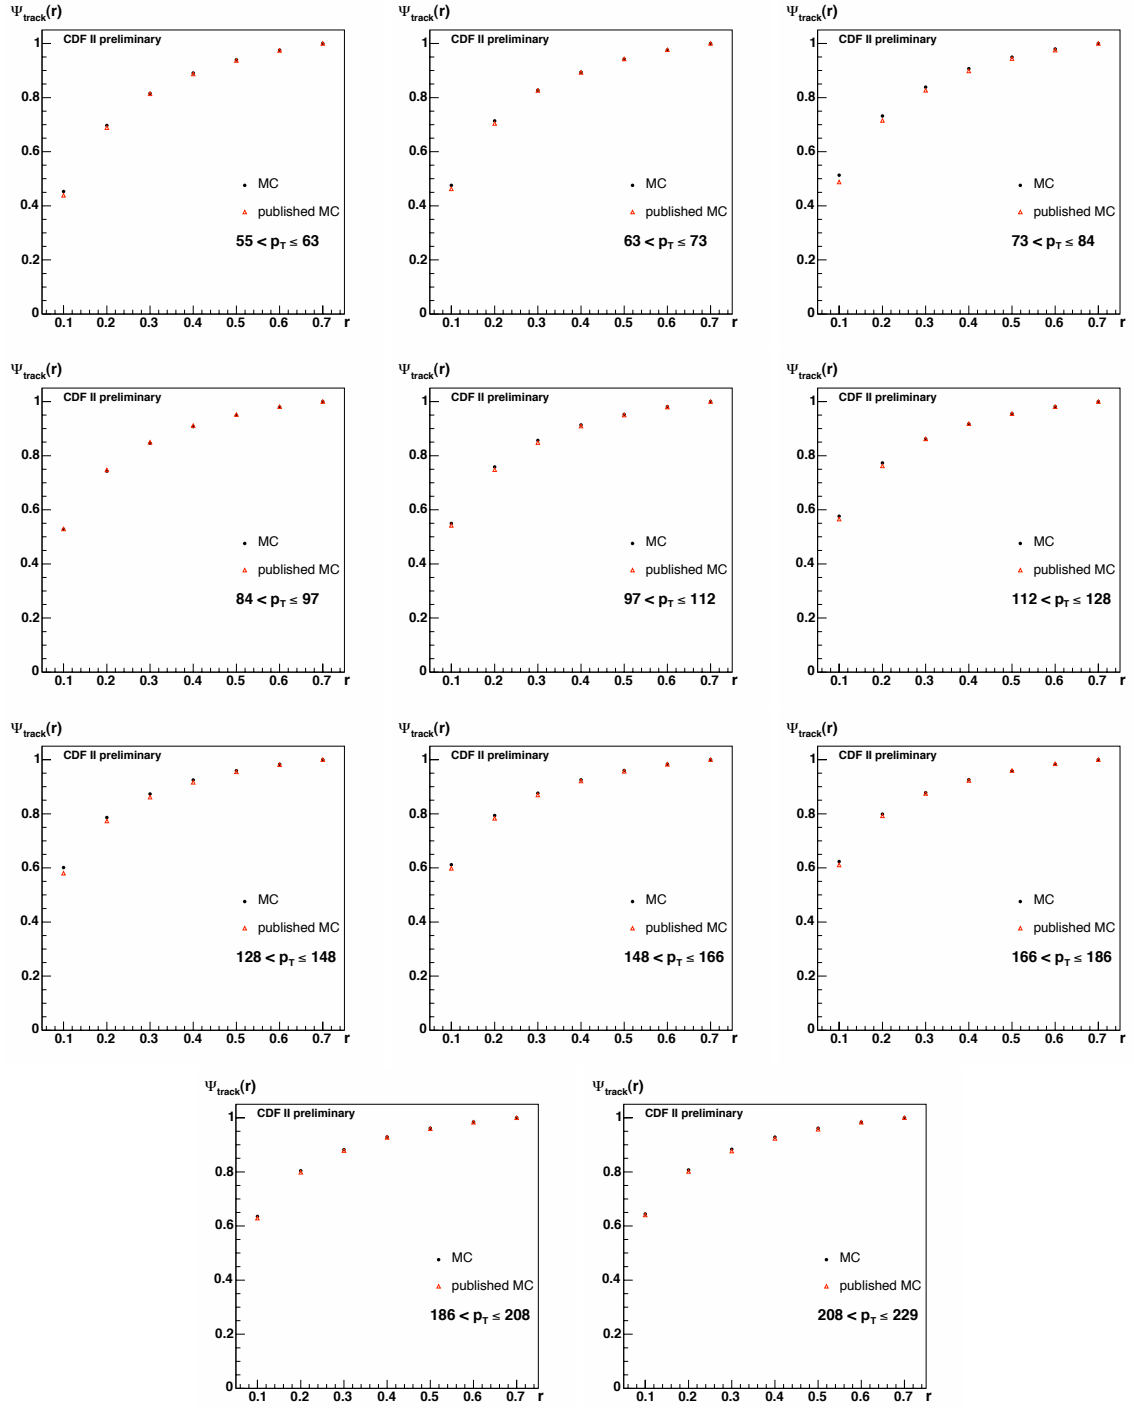 Ψtrack(r)
CDF II preliminary
1
0.8
0.6
0.4
0.2
0
MC
published MC
55 < pT ≤ 63
0.1 0.2 0.3 0.4 0.5 0.6 0.7 r
Ψtrack(r)
CDF II preliminary
1
0.8
0.6
0.4
0.2
0
MC
published MC
63 < pT ≤ 73
0.1 0.2 0.3 0.4 0.5 0.6 0.7 r
Ψtrack(r)
CDF II preliminary
1
0.8
0.6
0.4
0.2
0
MC
published MC
73 < pT ≤ 84
0.1 0.2 0.3 0.4 0.5 0.6 0.7 r
Ψtrack(r)
CDF II preliminary
1
0.8
0.6
0.4
0.2
0
MC
published MC
84 < pT ≤ 97
0.1 0.2 0.3 0.4 0.5 0.6 0.7 r
Ψtrack(r)
CDF II preliminary
1
0.8
0.6
0.4
0.2
0
MC
published MC
97 < pT ≤ 112
0.1 0.2 0.3 0.4 0.5 0.6 0.7 r
Ψtrack(r)
CDF II preliminary
1
0.8
0.6
0.4
0.2
0
MC
published MC
112 < pT ≤ 128
0.1 0.2 0.3 0.4 0.5 0.6 0.7 r
Ψtrack(r)
CDF II preliminary
1
0.8
0.6
0.4
0.2
0
MC
published MC
128 < pT ≤ 148
0.1 0.2 0.3 0.4 0.5 0.6 0.7 r
Ψtrack(r)
CDF II preliminary
1
0.8
0.6
0.4
0.2
0
MC
published MC
148 < pT ≤ 166
0.1 0.2 0.3 0.4 0.5 0.6 0.7 r
Ψtrack(r)
CDF II preliminary
1
0.8
0.6
0.4
0.2
0
MC
published MC
166 < pT ≤ 186
0.1 0.2 0.3 0.4 0.5 0.6 0.7 r
Ψtrack(r)
CDF II preliminary
1
0.8
0.6
0.4
0.2
0
MC
published MC
186 < pT ≤ 208
0.1 0.2 0.3 0.4 0.5 0.6 0.7 r
Ψtrack(r)
CDF II preliminary
1
0.8
0.6
0.4
0.2
0
MC
published MC
208 < pT ≤ 229
0.1 0.2 0.3 0.4 0.5 0.6 0.7 r